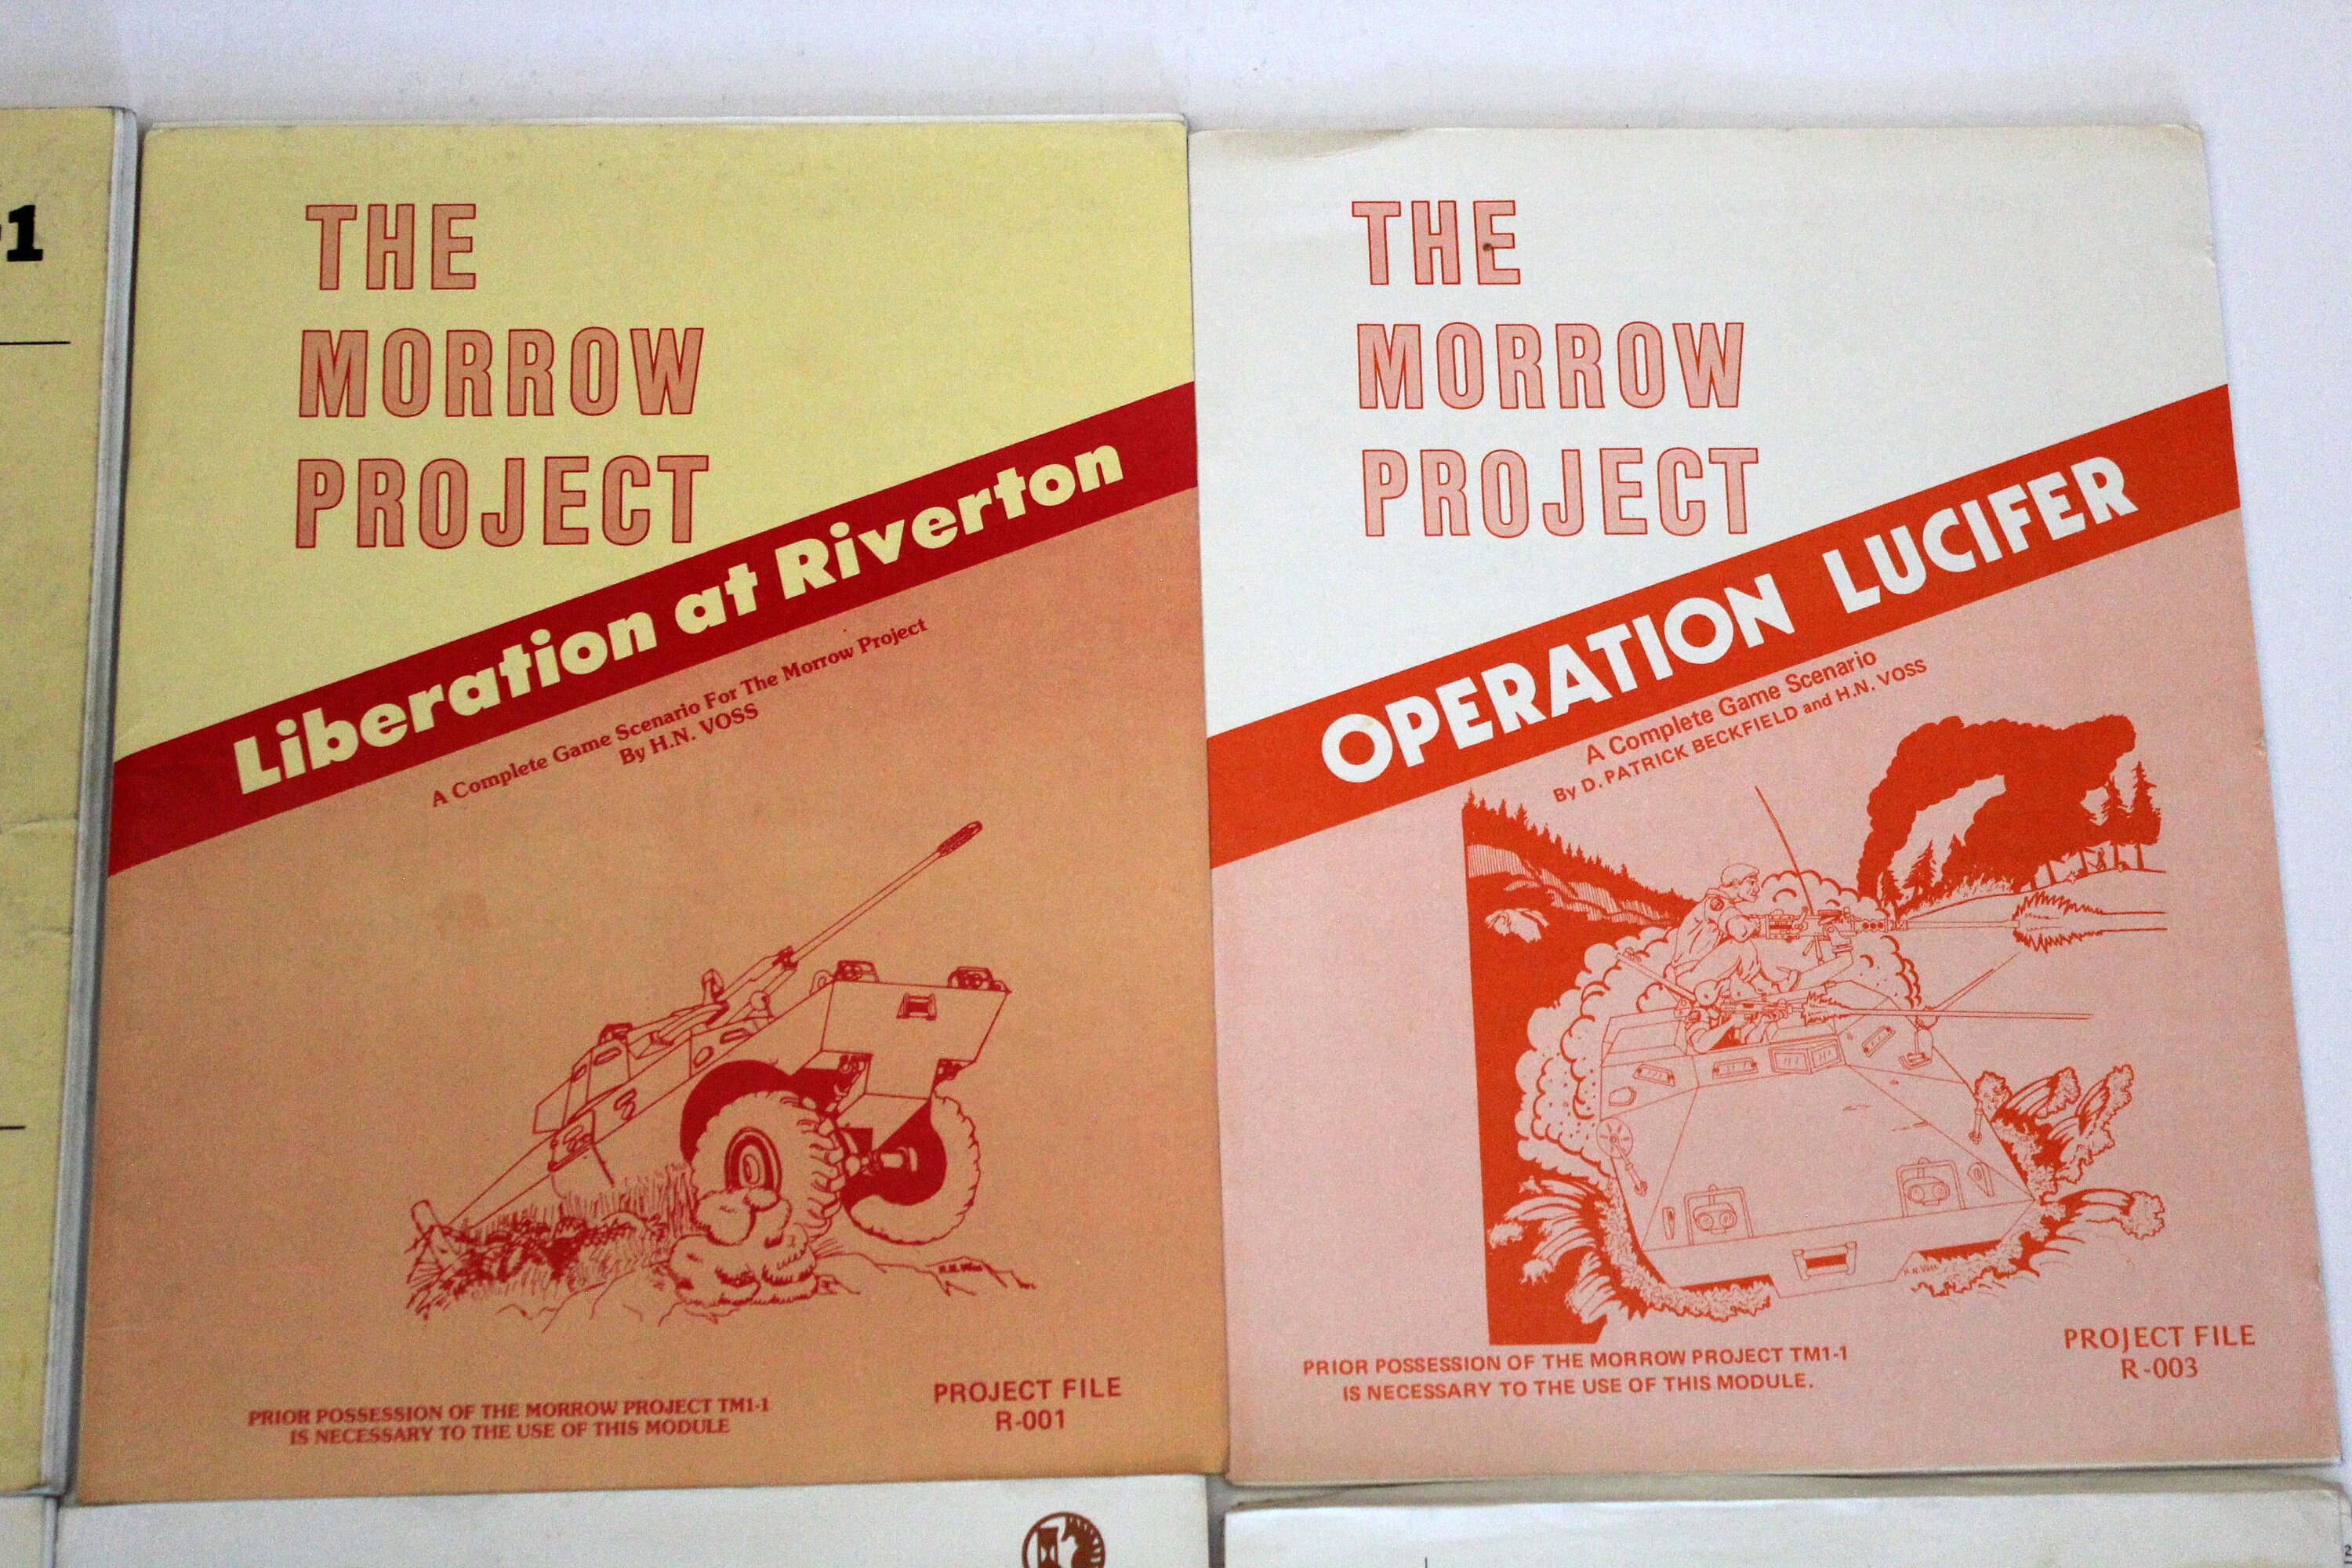 -1
THE
MORROW
PROJECT
Liberation at Riverton
A Complete Game Scenario For The Morrow Project
By H.N. VOSS
PRIOR POSSESSION OF THE MORROW PROJECT TM1-1
IS NECESSARY TO THE USE OF THIS MODULE
PROJECT FILE
R-001
THE
MORROW
PROJECT
OPERATION LUCIFER
A Complete Game Scenario
By D. PATRICK BECKFIELD and H.N. VOSS
PRIOR POSSESSION OF THE MORROW PROJECT TM1-1
IS NECESSARY TO THE USE OF THIS MODULE.
PROJECT FILE
R-003